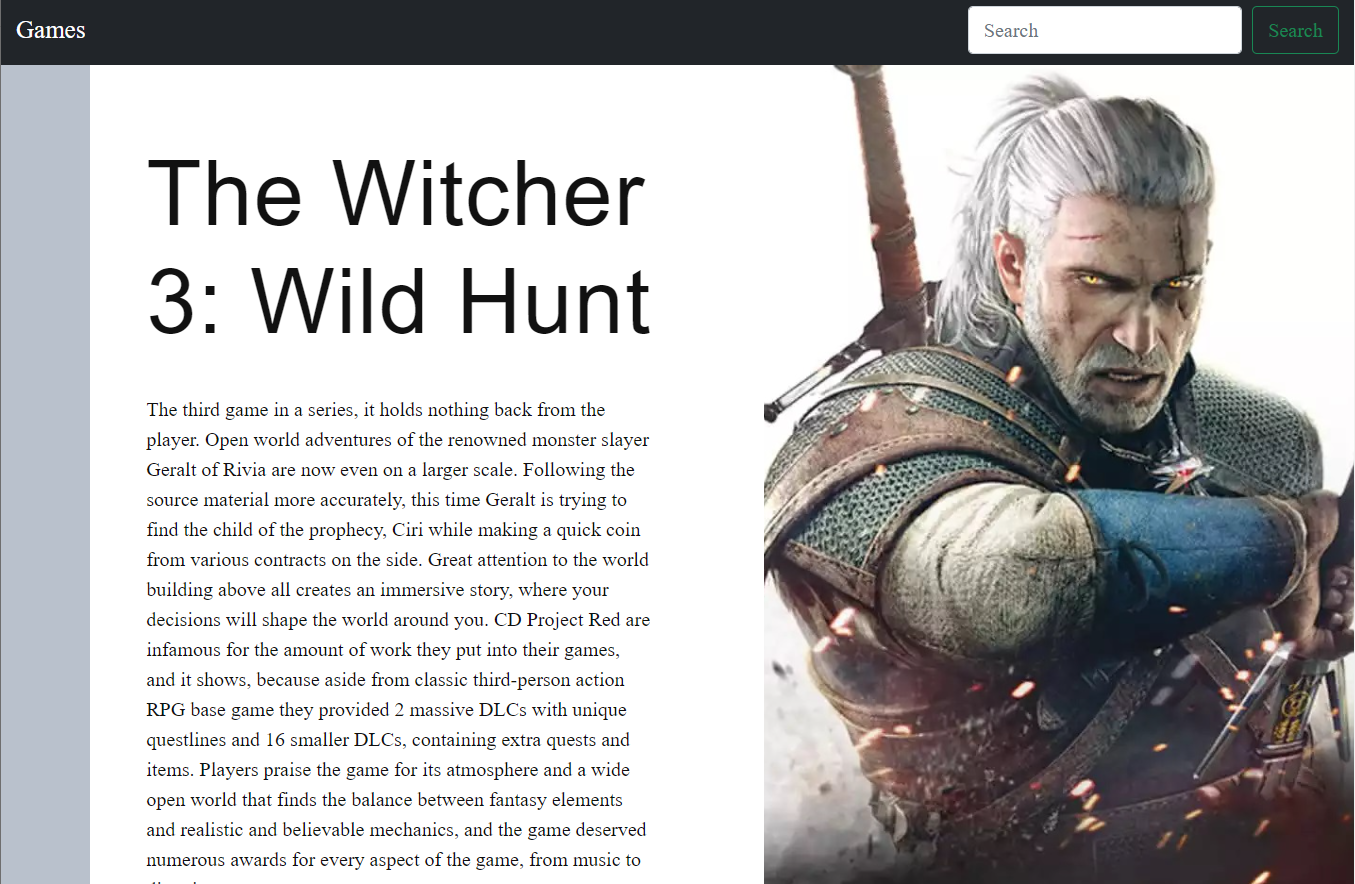 Games
Search
Search
The Witcher
3: Wild Hunt
The third game in a series, it holds nothing back from the
player. Open world adventures of the renowned monster slayer
Geralt of Rivia are now even on a larger scale. Following the
source material more accurately, this time Geralt is trying to
find the child of the prophecy, Ciri while making a quick coin
from various contracts on the side. Great attention to the world
building above all creates an immersive story, where your
decisions will shape the world around you. CD Project Red are
infamous for the amount of work they put into their games,
and it shows, because aside from classic third-person action
RPG base game they provided 2 massive DLCs with unique
questlines and 16 smaller DLCs, containing extra quests and
items. Players praise the game for its atmosphere and a wide
open world that finds the balance between fantasy elements
and realistic and believable mechanics, and the game deserved
numerous awards for every aspect of the game, from music to